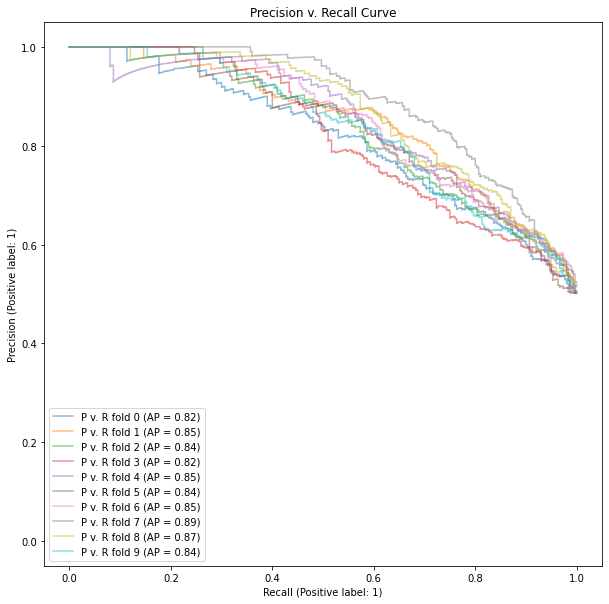 Precision v. Recall Curve
Precision (Positive label: 1)
1.0
0.8
0.6
0.4
0.2
0.0
P v. R fold 0 (AP = 0.82)
P v. R fold 1 (AP = 0.85)
P v. R fold 2 (AP = 0.84)
P v. R fold 3 (AP = 0.82)
P v. R fold 4 (AP = 0.85)
P v. R fold 5 (AP = 0.84)
P v. R fold 6 (AP = 0.85)
P v. R fold 7 (AP = 0.89)
P v. R fold 8 (AP = 0.87)
P v. R fold 9 (AP = 0.84)
0.0 0.2 0.4 0.6 0.8 1.0
Recall (Positive label: 1)